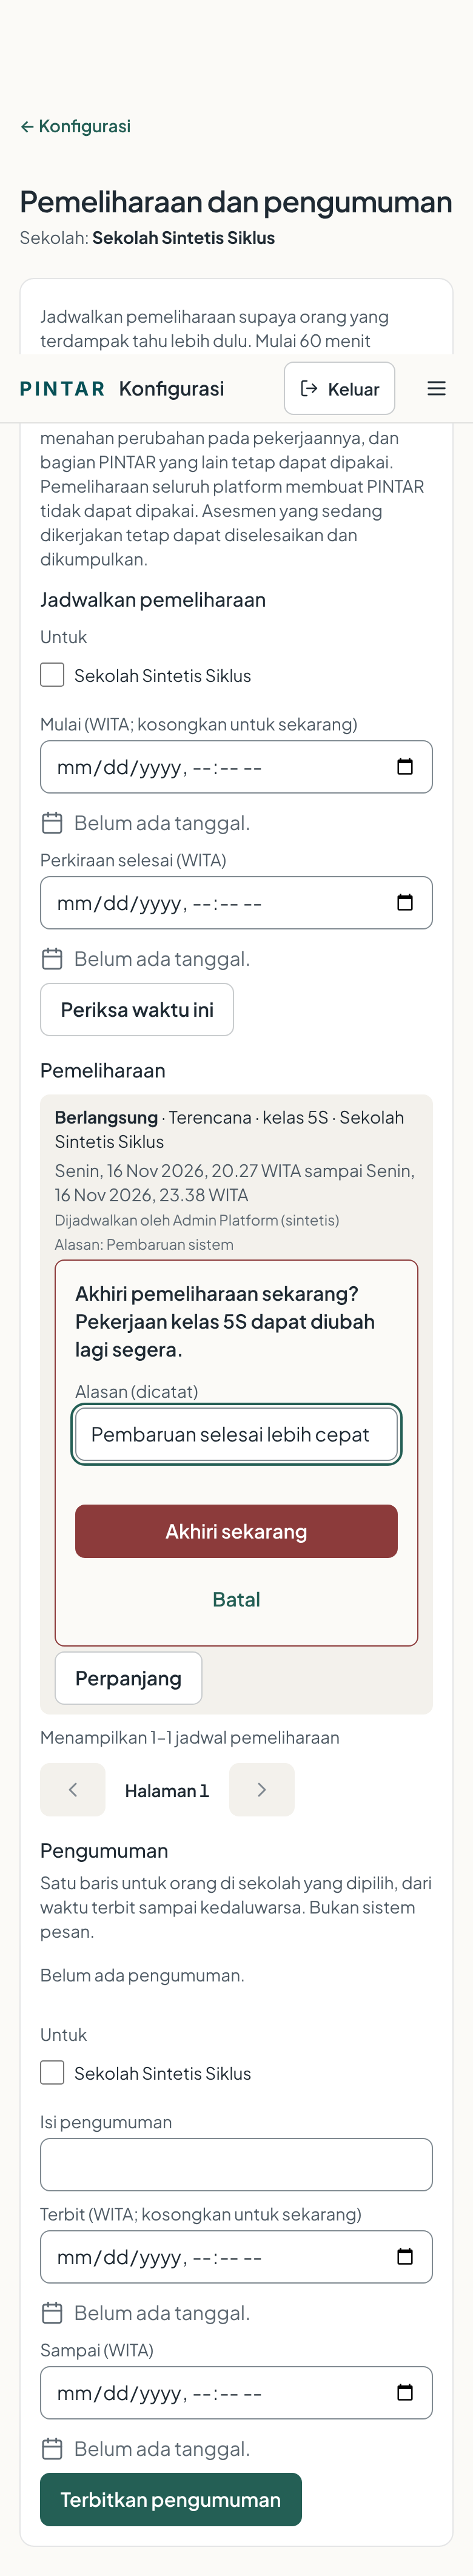 ← Konfigurasi
Pemeliharaan dan pengumuman
Sekolah: Sekolah Sintetis Siklus
Jadwalkan pemeliharaan supaya orang yang
terdampak tahu lebih dulu. Mulai 60 menit
PINTAR Konfigurasi Keluar
menahan perubahan pada pekerjaannya, dan
bagian PINTAR yang lain tetap dapat dipakai.
Pemeliharaan seluruh platform membuat PINTAR
tidak dapat dipakai. Asesmen yang sedang
dikerjakan tetap dapat diselesaikan dan
dikumpulkan.
Jadwalkan pemeliharaan
Untuk
Sekolah Sintetis Siklus
Mulai (WITA; kosongkan untuk sekarang)
mm/dd/yyyy, --:-- --
Belum ada tanggal.
Perkiraan selesai (WITA)
mm/dd/yyyy, --:-- --
Belum ada tanggal.
Periksa waktu ini
Pemeliharaan
Berlangsung · Terencana · kelas 5S · Sekolah
Sintetis Siklus
Senin, 16 Nov 2026, 20.27 WITA sampai Senin,
16 Nov 2026, 23.38 WITA
Dijadwalkan oleh Admin Platform (sintetis)
Alasan: Pembaruan sistem
Akhiri pemeliharaan sekarang?
Pekerjaan kelas 5S dapat diubah
lagi segera.
Alasan (dicatat)
Pembaruan selesai lebih cepat
Akhiri sekarang
Batal
Perpanjang
Menampilkan 1–1 jadwal pemeliharaan
Halaman 1
Pengumuman
Satu baris untuk orang di sekolah yang dipilih, dari
waktu terbit sampai kedaluwarsa. Bukan sistem
pesan.
Belum ada pengumuman.
Untuk
Sekolah Sintetis Siklus
Isi pengumuman
Terbit (WITA; kosongkan untuk sekarang)
mm/dd/yyyy, --:-- --
Belum ada tanggal.
Sampai (WITA)
mm/dd/yyyy, --:-- --
Belum ada tanggal.
Terbitkan pengumuman